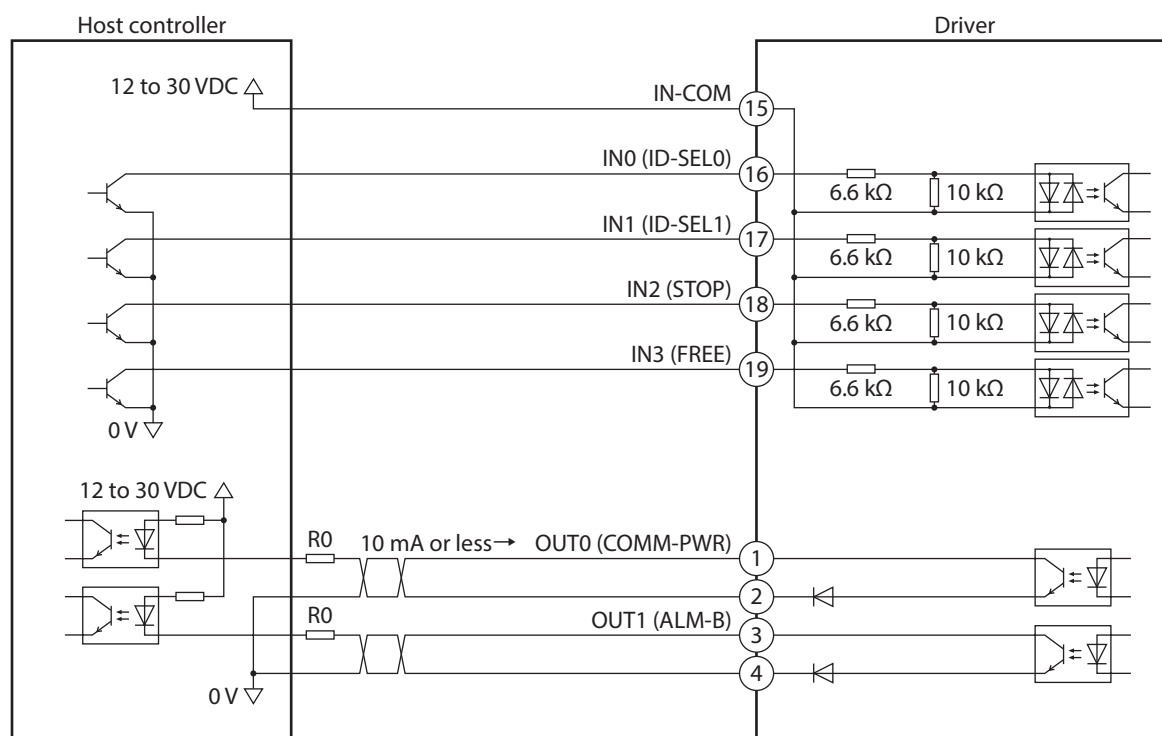 Host controller
Driver
12 to 30 VDC
IN-COM
15
IN0 (ID-SEL0)
16
6.6 kΩ
10 kΩ
IN1 (ID-SEL1)
17
6.6 kΩ
10 kΩ
IN2 (STOP)
18
6.6 kΩ
10 kΩ
IN3 (FREE)
19
6.6 kΩ
10 kΩ
0 V
12 to 30 VDC
R0
10 mA or less→
OUT0 (COMM-PWR)
1
2
R0
OUT1 (ALM-B)
3
4
0 V